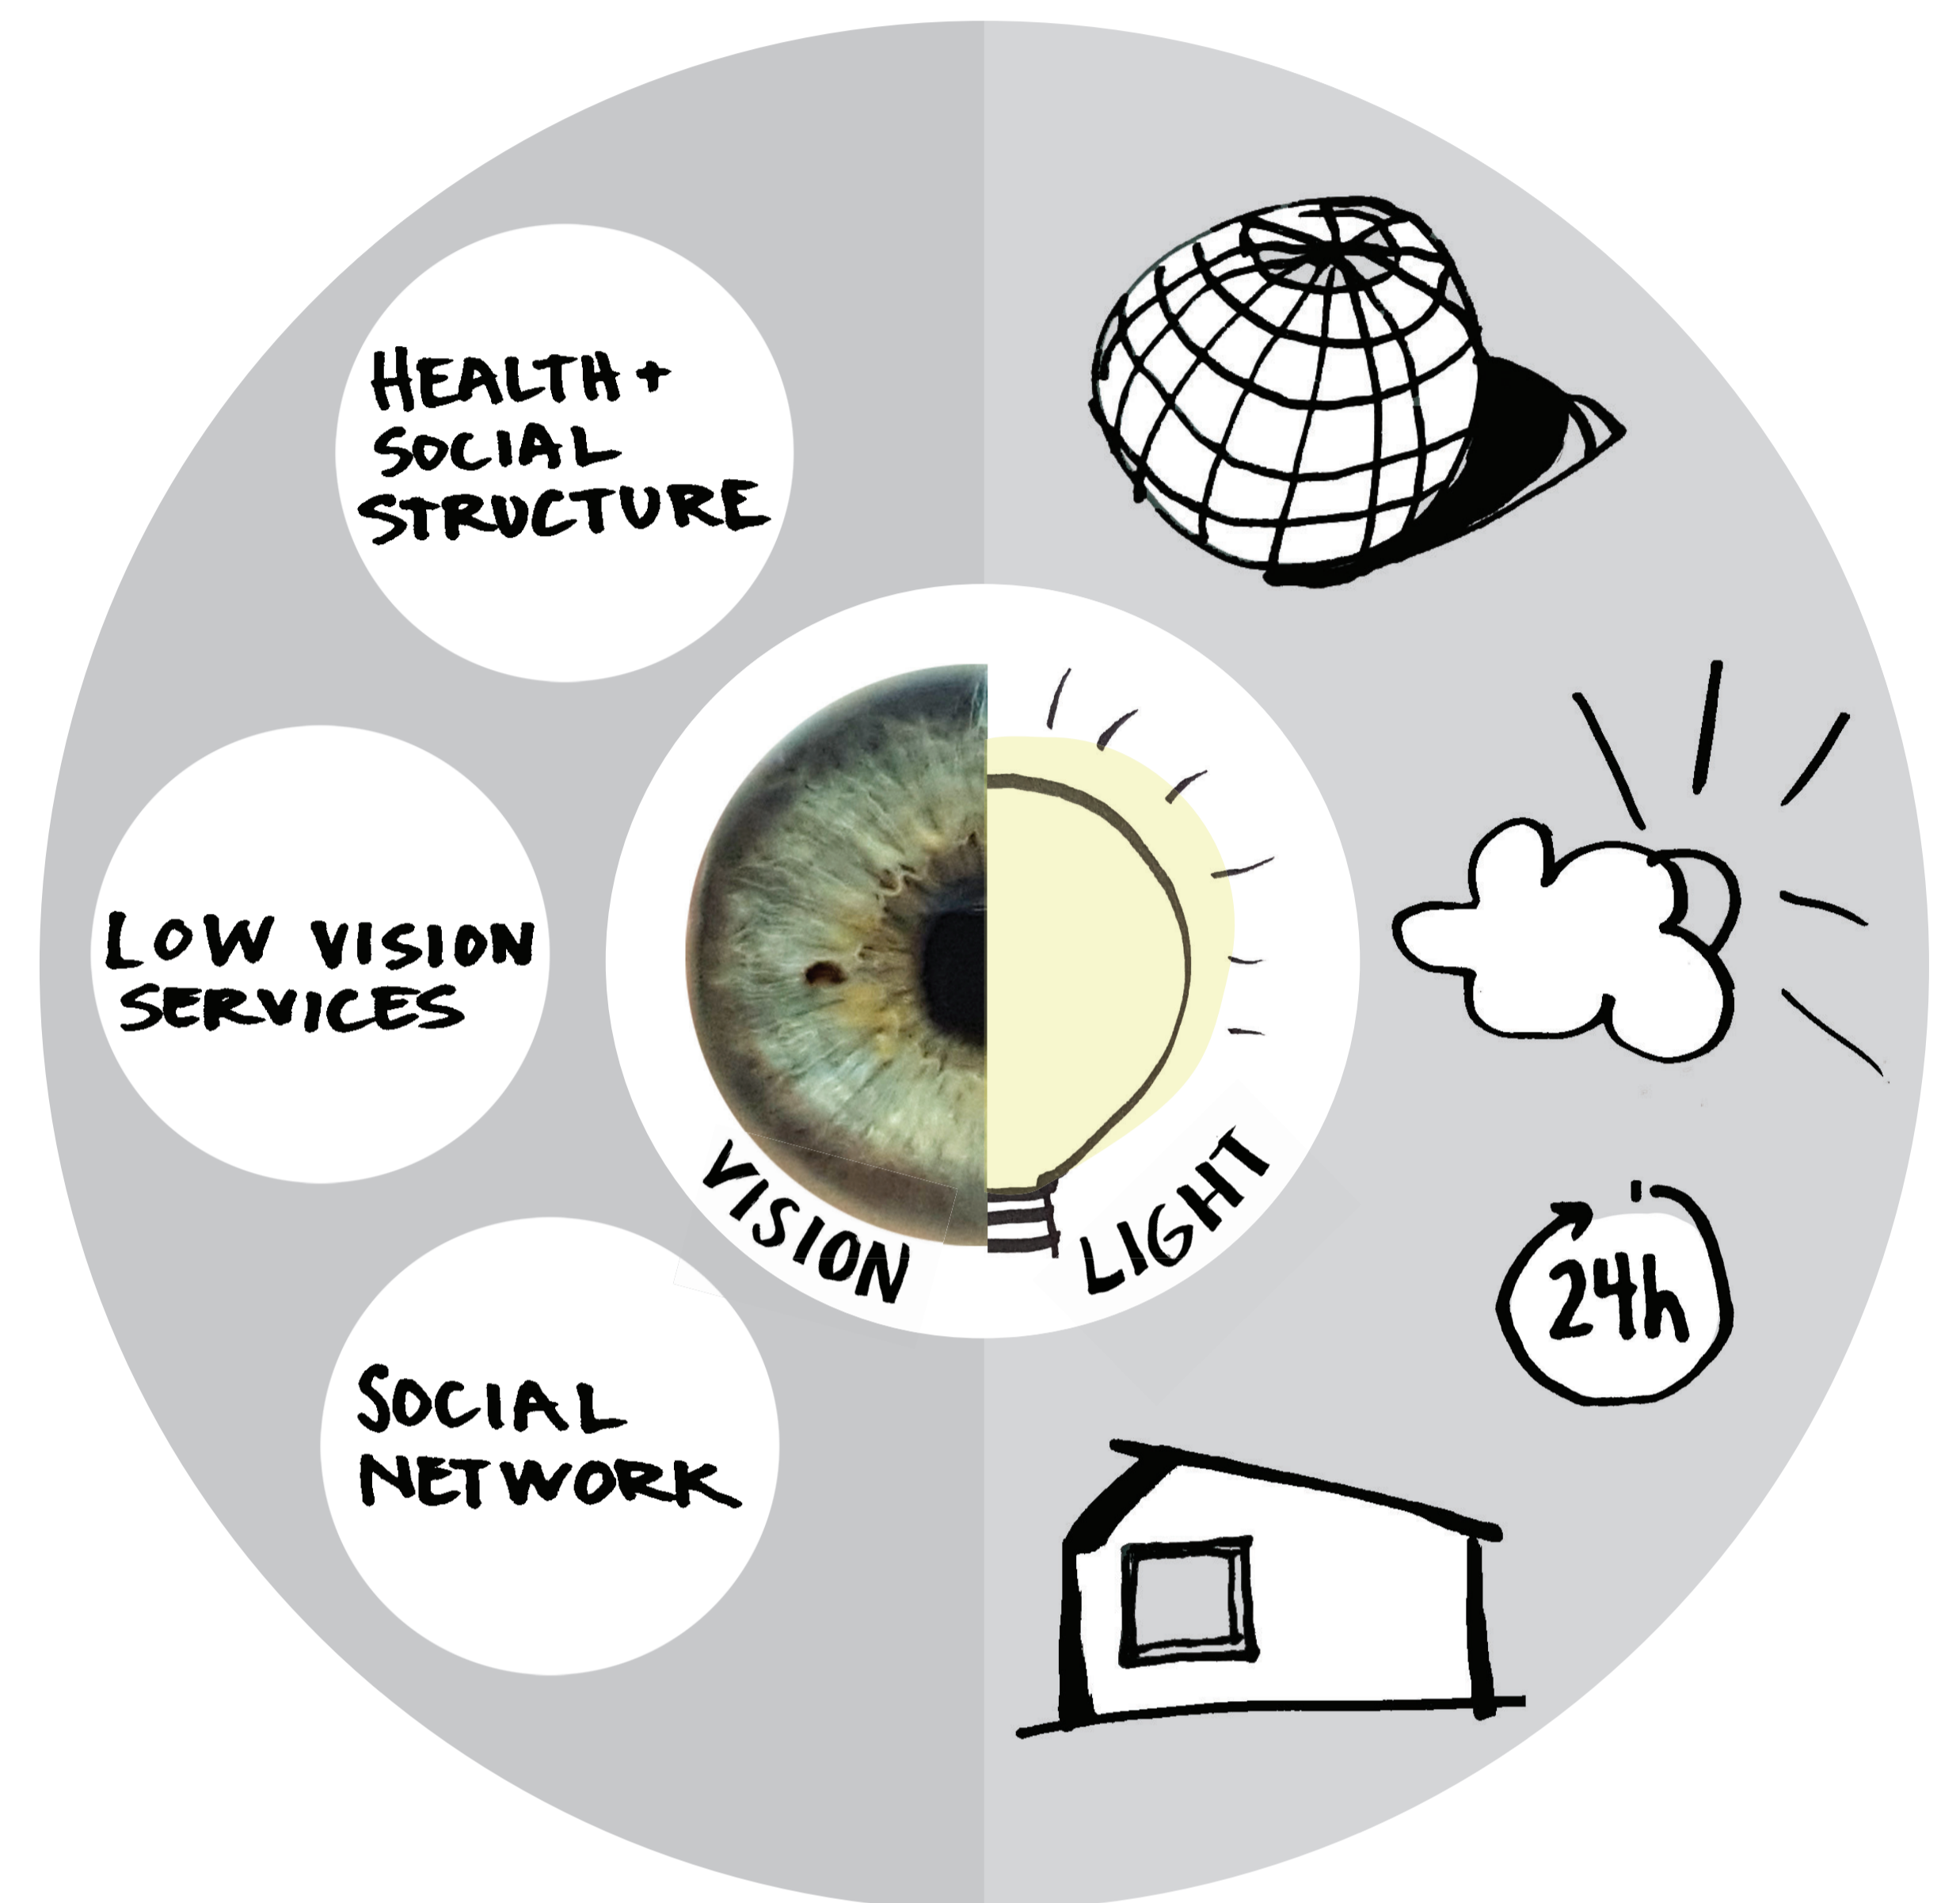 HEALTH +
SOCIAL
STRUCTURE
LOW VISION
SERVICES
SOCIAL
NETWORK
VISION
LIGHT
24h